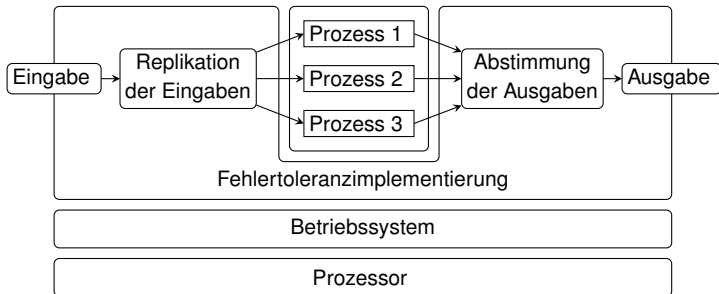 Eingabe
Replikation
der Eingaben
Prozess 1
Prozess 2
Prozess 3
Abstimmung
der Ausgaben
Ausgabe
Fehlertoleranzimplementierung
Betriebssystem
Prozessor